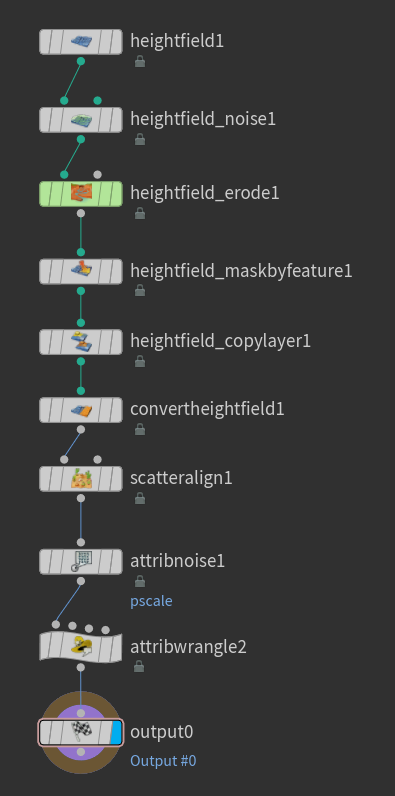 heightfield1
heightfield_noise1
heightfield_erode1
heightfield_maskbyfeature1
heightfield_copylayer1
convertheightfield1
scatteralign1
attribnoise1
pscale
attribwrangle2
output0
Output #0